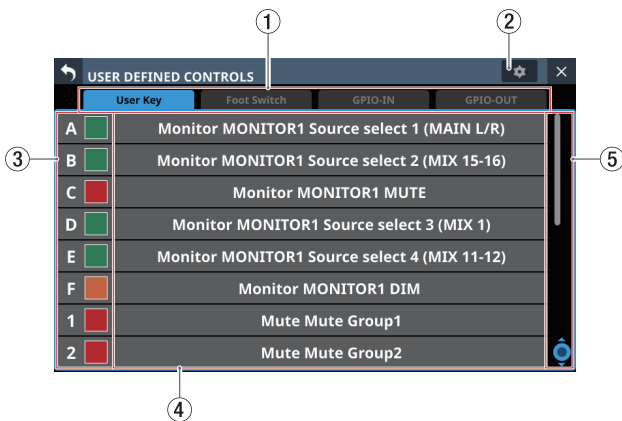 1
2
USER DEFINED CONTROLS
User Key
Foot Switch
GPIO-IN
GPIO-OUT
A Monitor MONITOR1 Source select 1 (MAIN L/R)
B Monitor MONITOR1 Source select 2 (MIX 15-16)
3
5
C Monitor MONITOR1 MUTE
D Monitor MONITOR1 Source select 3 (MIX 1)
E Monitor MONITOR1 Source select 4 (MIX 11-12)
F Monitor MONITOR1 DIM
1 Mute Mute Group1
2 Mute Mute Group2
4